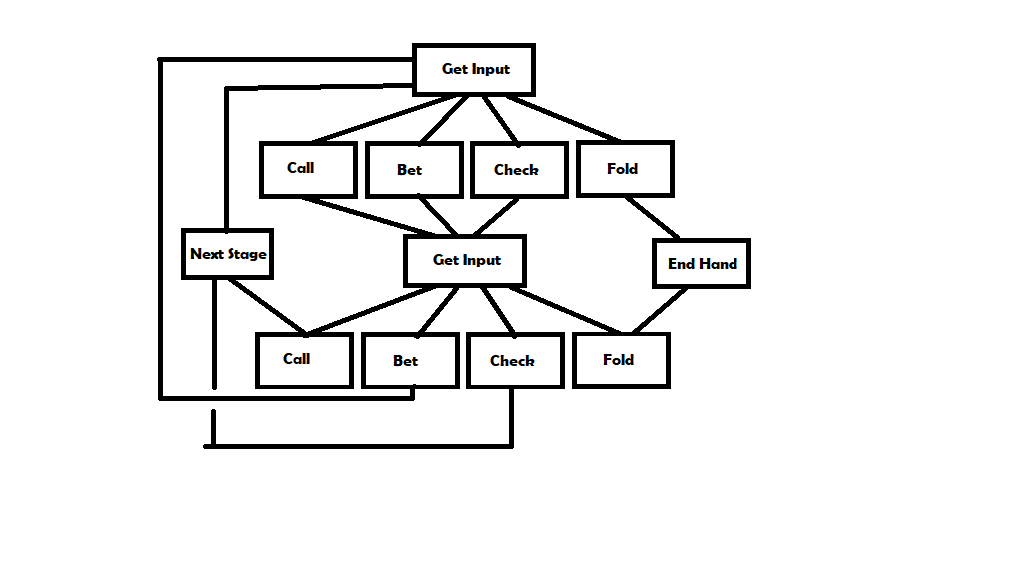 Get Input
Call
Bet
Check
Fold
Next Stage
Get Input
End Hand
Call
Bet
Check
Fold